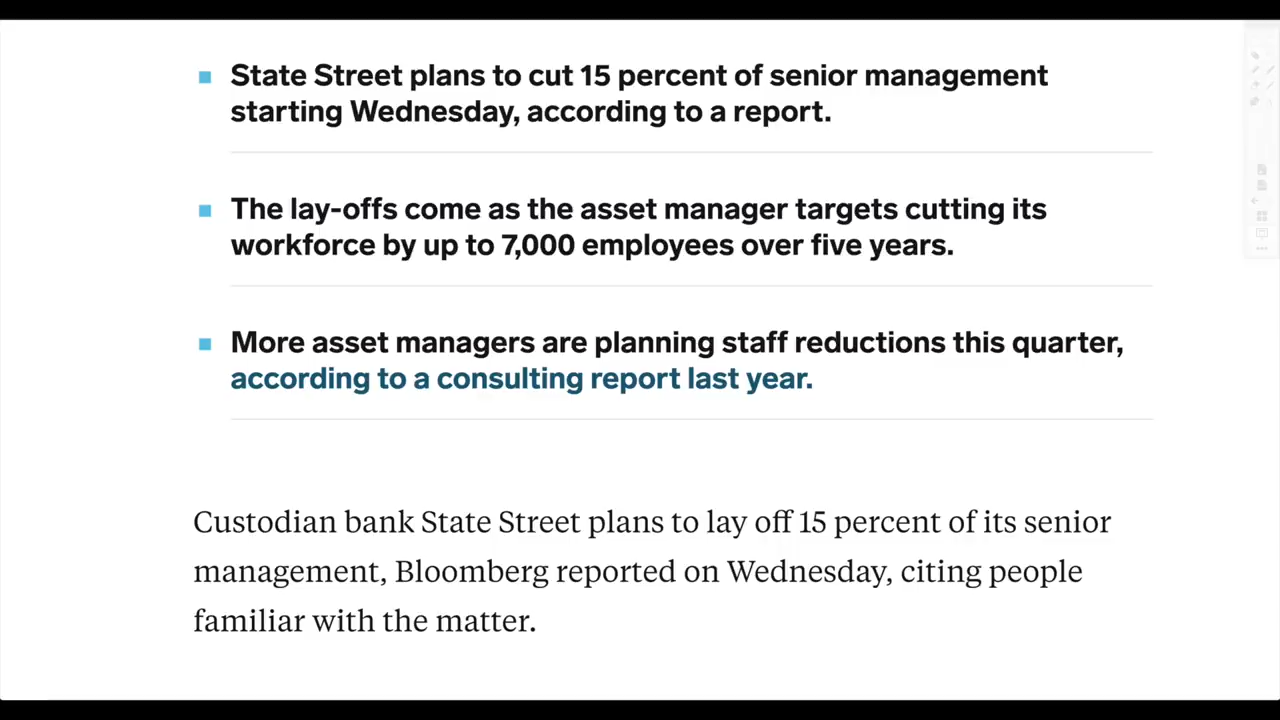 State Street plans to cut 15 percent of senior management
starting Wednesday, according to a report.
The lay-offs come as the asset manager targets cutting its
workforce by up to 7,000 employees over five years.
More asset managers are planning staff reductions this quarter,
according to a consulting report last year.
Custodian bank State Street plans to lay off 15 percent of its senior
management, Bloomberg reported on Wednesday, citing people
familiar with the matter.